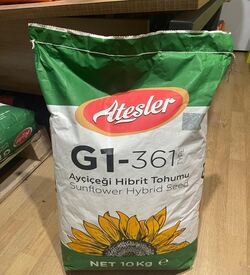 Atesler
G1-361
Ayçiçeği Hibrit Tohumu
Sunflower Hybrid Seed
NET 10 Kg e